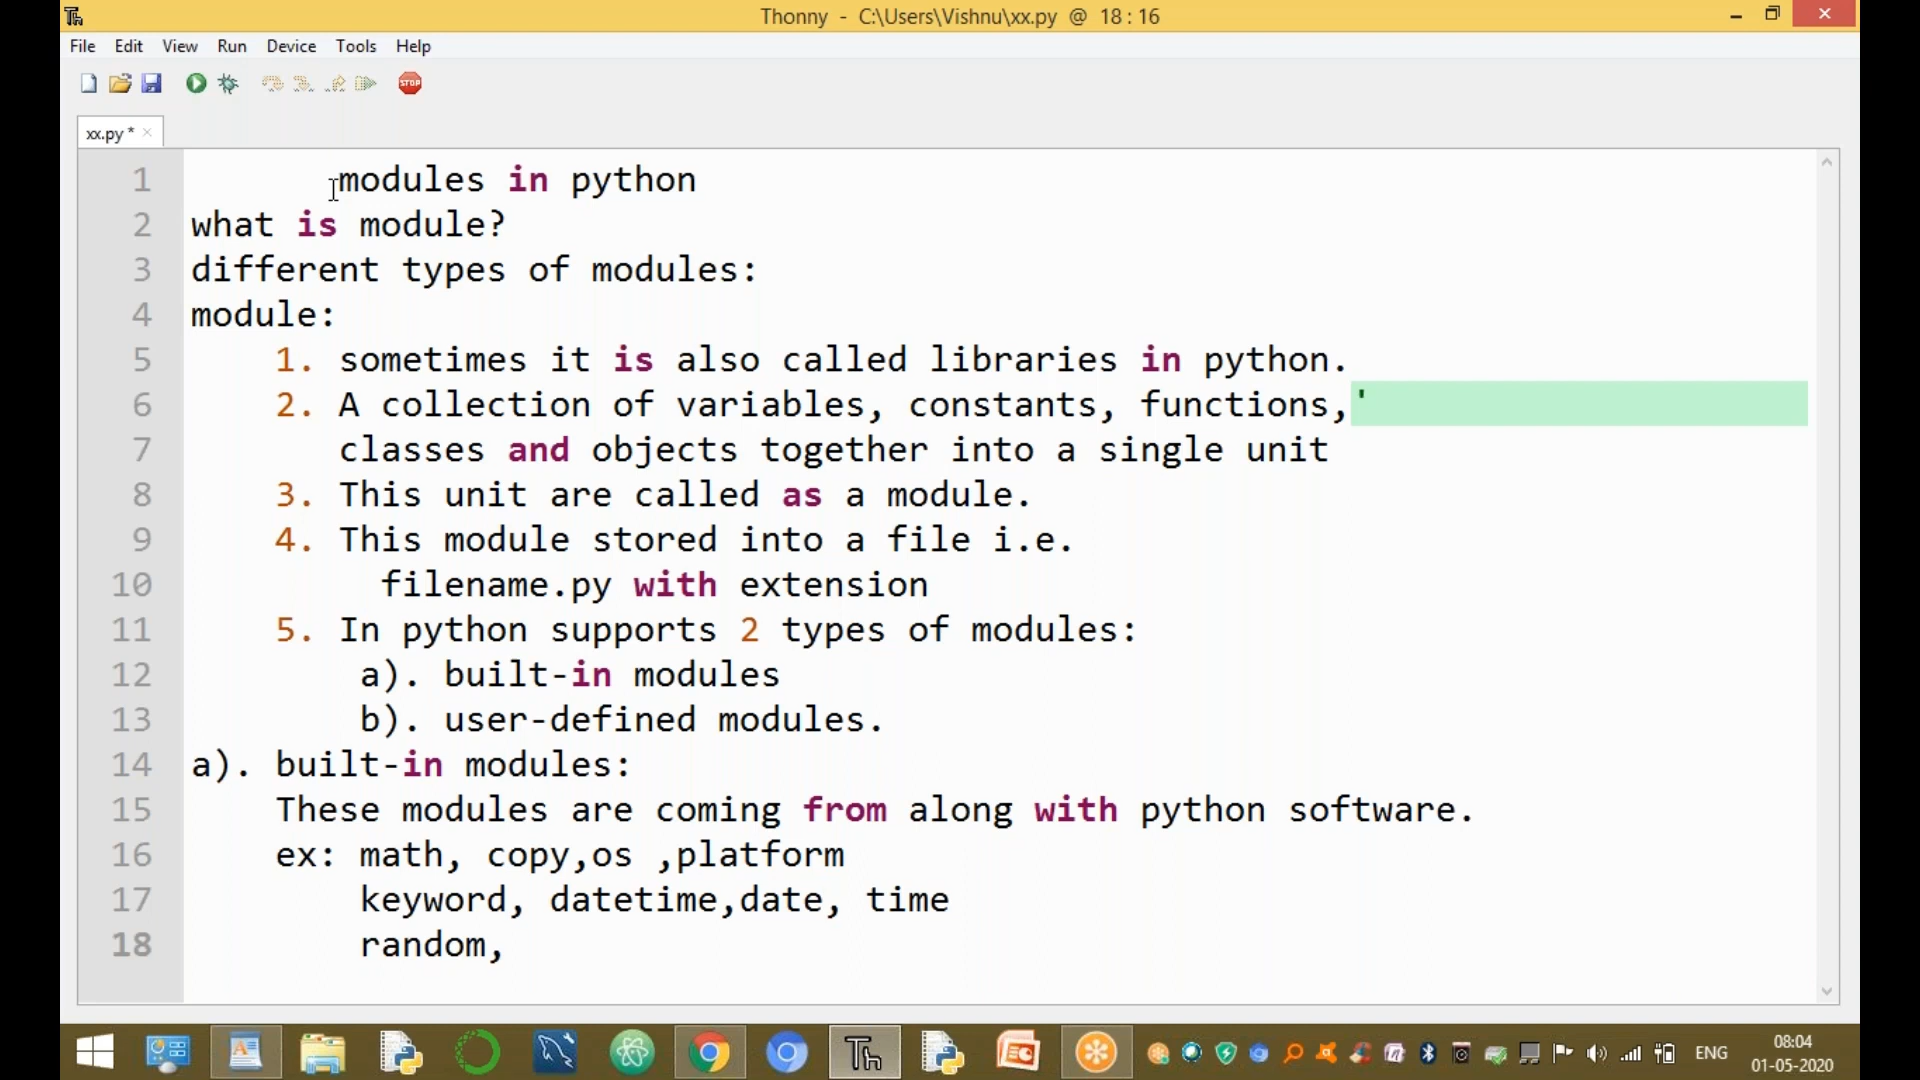 Thonny - C:\Users\Vishnu\xx.py @ 18 : 16
File Edit View Run Device Tools Help
STOP
xx.py *
1 modules in python
2 what is module?
3 different types of modules:
4 module:
5 1. sometimes it is also called libraries in python.
6 2. A collection of variables, constants, functions,'
7 classes and objects together into a single unit
8 3. This unit are called as a module.
9 4. This module stored into a file i.e.
10 filename.py with extension
11 5. In python supports 2 types of modules:
12 a). built-in modules
13 b). user-defined modules.
14 a). built-in modules:
15 These modules are coming from along with python software.
16 ex: math, copy,os ,platform
17 keyword, datetime,date, time
18 random,
Th
ENG
08:04
01-05-2020